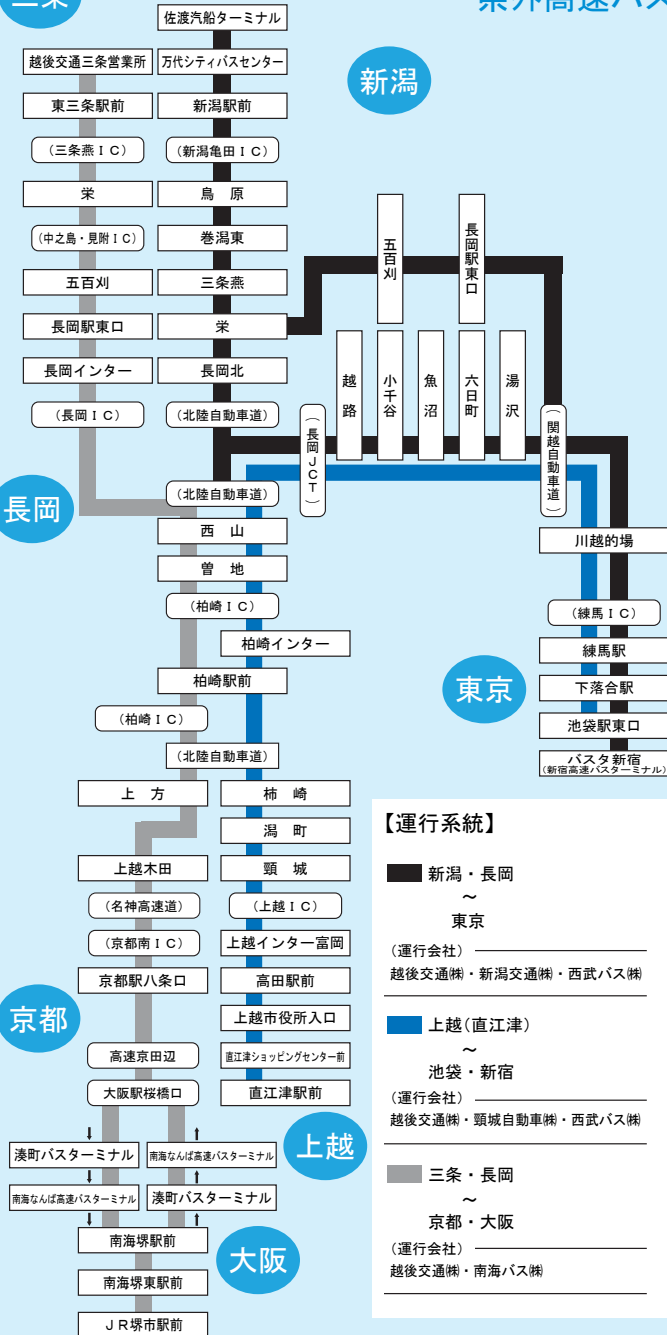 三条
県外高速バス
佐渡汽船ターミナル
越後交通三条営業所
万代シティバスセンター
新潟
東三条駅前
新潟駅前
（三条燕ＩＣ）
（新潟亀田ＩＣ）
栄
鳥　原
（中之島・見附ＩＣ）
巻潟東
五百刈
長岡駅東口
五百刈
三条燕
長岡駅東口
栄
長岡インター
長岡北
（長岡ＩＣ）
（北陸自動車道）
（長岡ＪＣＴ）
越路
小千谷
魚沼
六日町
湯沢
（関越自動車道）
長岡
（北陸自動車道）
西　山
曽　地
（柏崎ＩＣ）
柏崎インター
柏崎駅前
（柏崎ＩＣ）
（北陸自動車道）
川越的場
（練馬ＩＣ）
練馬駅
東京
下落合駅
池袋駅東口
バスタ新宿
（新宿高速バスターミナル）
上　方
柿　崎
潟　町
上越木田
頸　城
（名神高速道）
（上越ＩＣ）
（京都南ＩＣ）
上越インター富岡
京都駅八条口
高田駅前
京都
上越市役所入口
高速京田辺
直江津ショッピングセンター前
大阪駅桜橋口
直江津駅前
上越
↓
↑
湊町バスターミナル
南海なんば高速バスターミナル
↓
↑
南海なんば高速バスターミナル
湊町バスターミナル
↓
↑
南海堺駅前
大阪
南海堺東駅前
ＪＲ堺市駅前
【運行系統】
新潟・長岡
～
東京
（運行会社）
越後交通㈱・新潟交通㈱・西武バス㈱
上越（直江津）
～
池袋・新宿
（運行会社）
越後交通㈱・頸城自動車㈱・西武バス㈱
三条・長岡
～
京都・大阪
（運行会社）
越後交通㈱・南海バス㈱